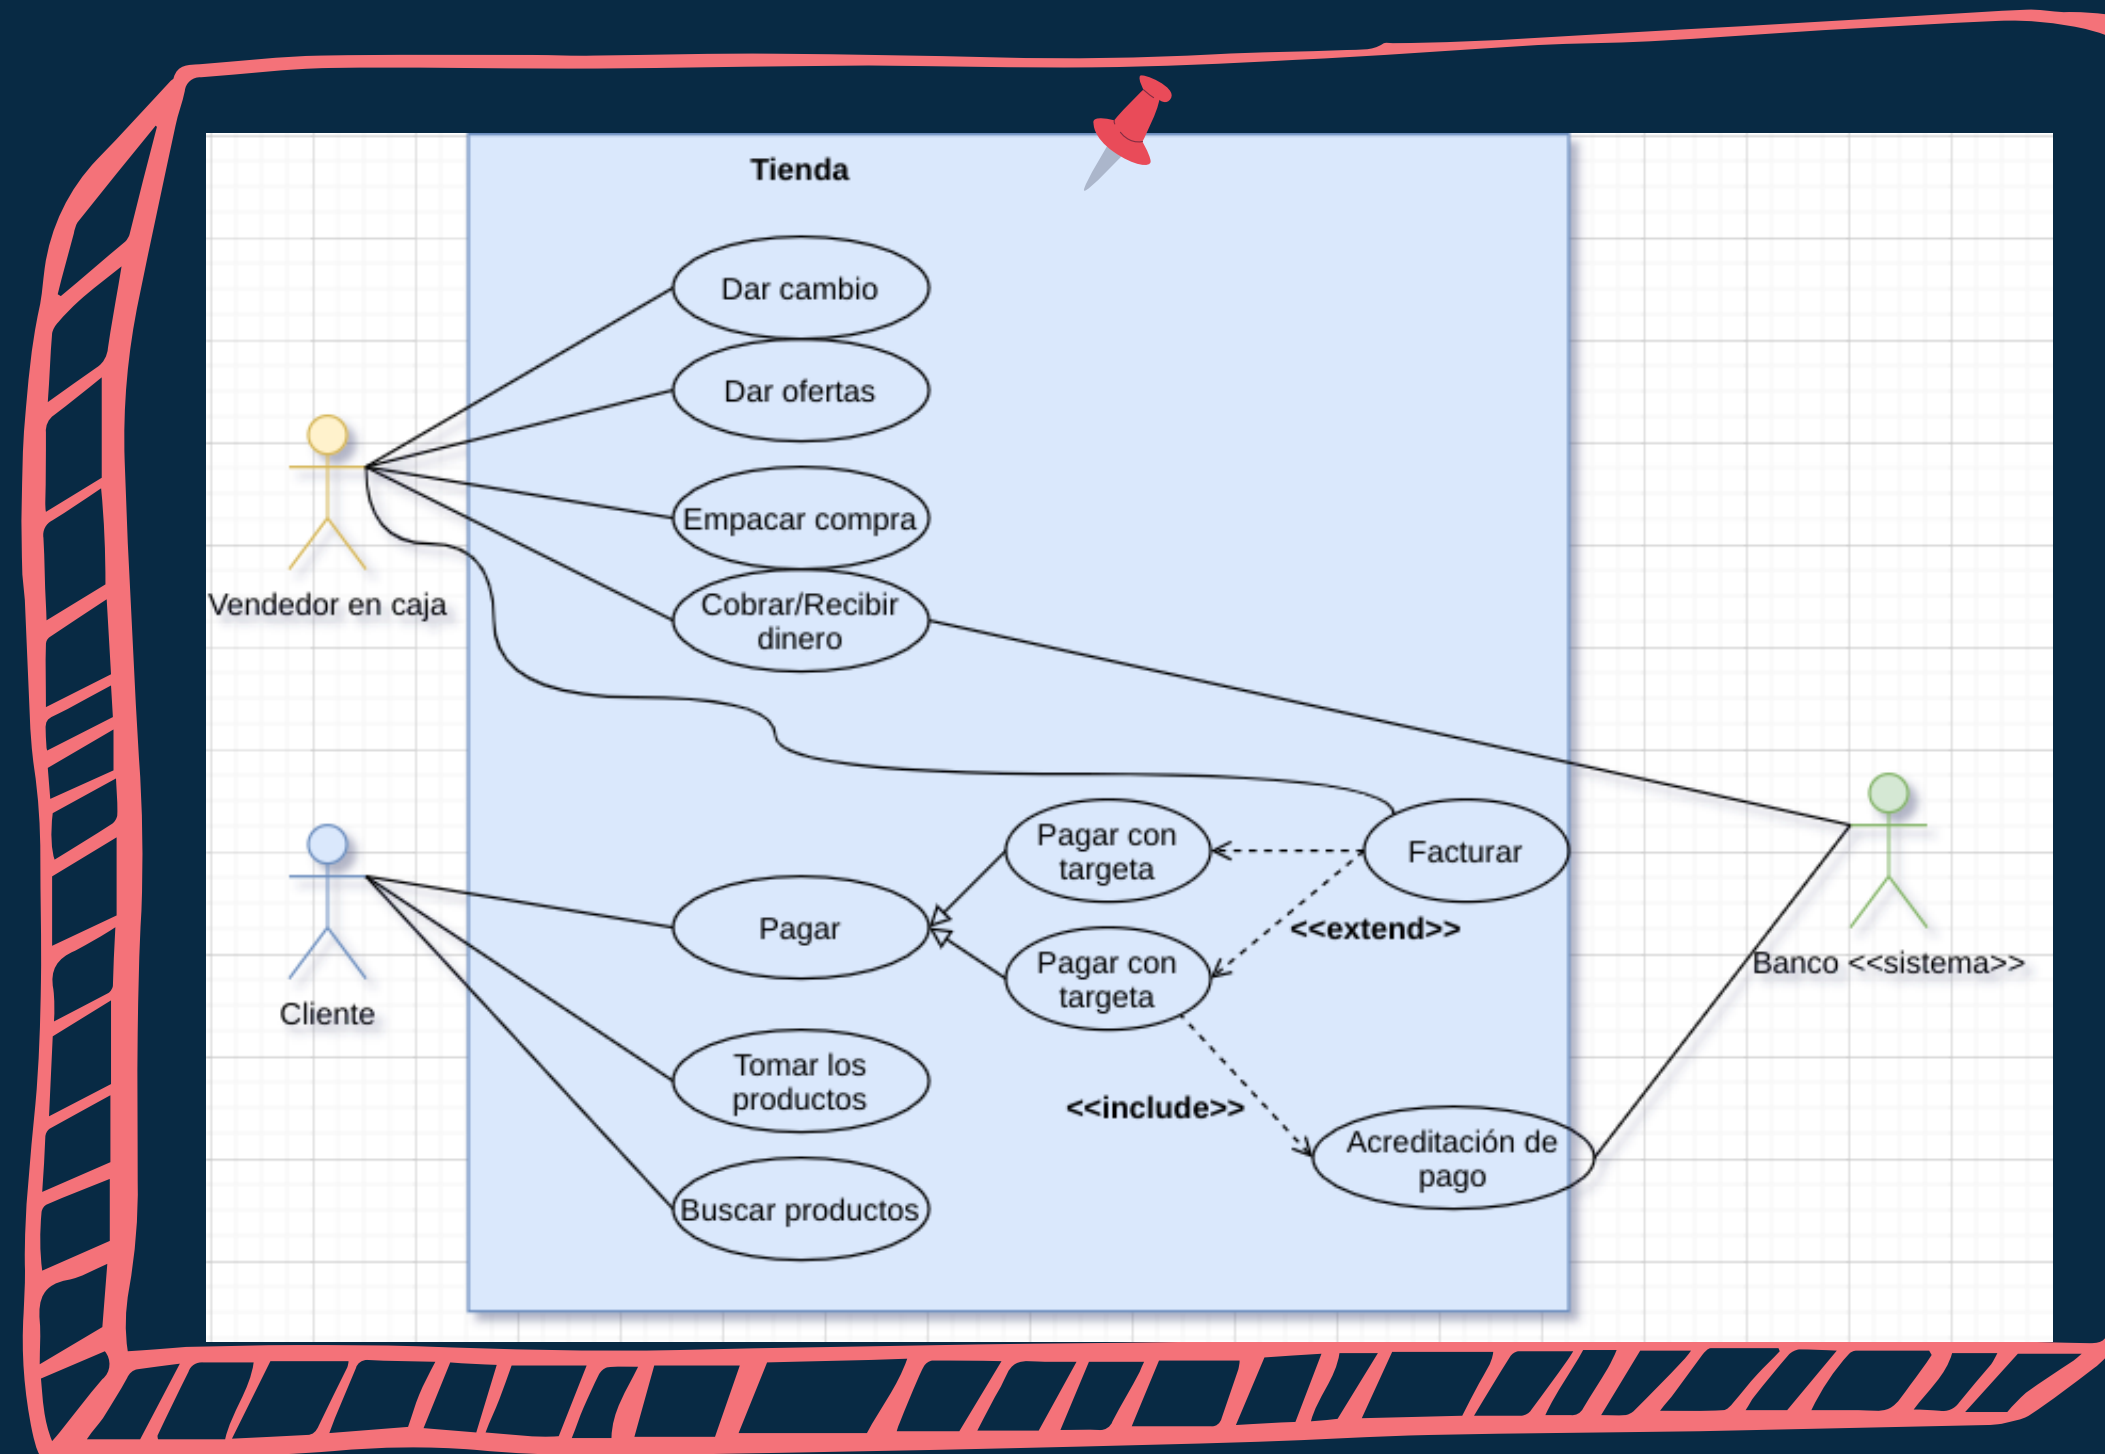 Tienda
Dar cambio
Dar ofertas
Empacar compra
Cobrar/Recibir
dinero
Vendedor en caja
Pagar con
targeta
Facturar
Pagar
<<extend>>
Pagar con
targeta
Banco <<sistema>>
Cliente
Tomar los
productos
<<include>>
Acreditación de
pago
Buscar productos